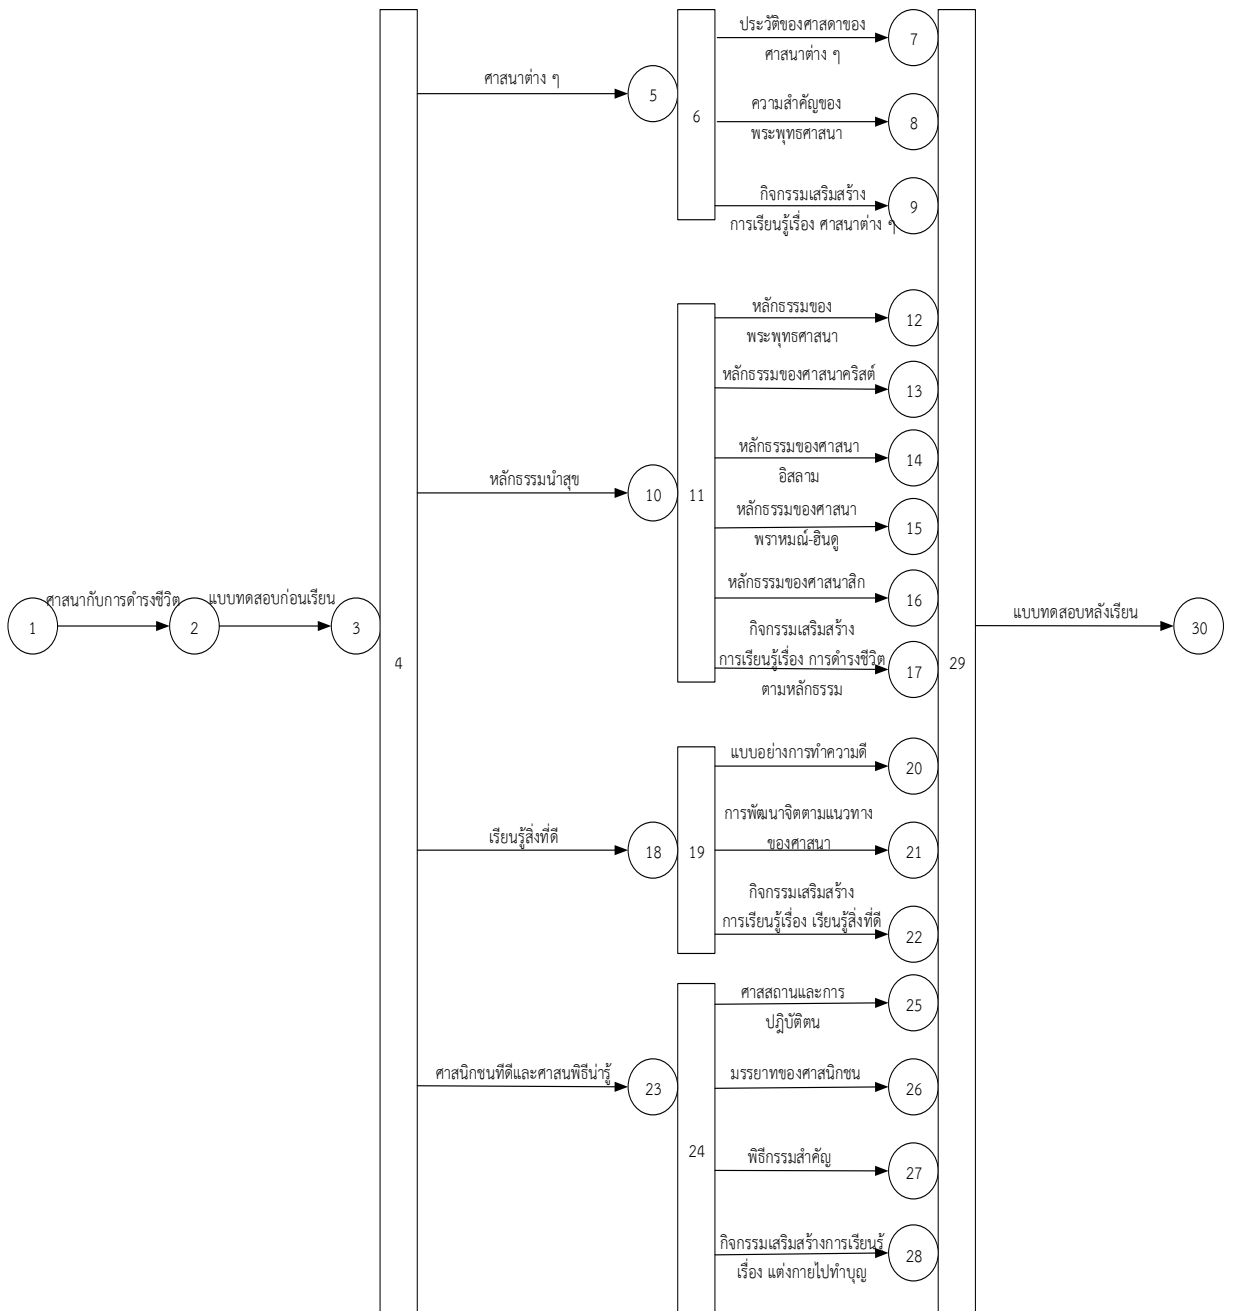 ศาสนากับการดำรงชีวิต
1
2
แบบทดสอบก่อนเรียน
3
4
ศาสนาต่าง ๆ
5
6
ประวัติของศาสดาของ
ศาสนาต่าง ๆ
7
ความสำคัญของ
พระพุทธศาสนา
8
กิจกรรมเสริมสร้าง
การเรียนรู้เรื่อง ศาสนาต่าง ๆ
9
หลักธรรมนำสุข
10
11
หลักธรรมของ
พระพุทธศาสนา
12
หลักธรรมของศาสนาคริสต์
13
หลักธรรมของศาสนา
อิสลาม
14
หลักธรรมของศาสนา
พราหมณ์-ฮินดู
15
หลักธรรมของศาสนาสิก
16
กิจกรรมเสริมสร้าง
การเรียนรู้เรื่อง การดำรงชีวิต
ตามหลักธรรม
17
เรียนรู้สิ่งที่ดี
18
19
แบบอย่างการทำความดี
20
การพัฒนาจิตตามแนวทาง
ของศาสนา
21
กิจกรรมเสริมสร้าง
การเรียนรู้เรื่อง เรียนรู้สิ่งที่ดี
22
ศาสนิกชนที่ดีและศาสนพิธีน่ารู้
23
24
ศาสสถานและการ
ปฏิบัติตน
25
มรรยาทของศาสนิกชน
26
พิธีกรรมสำคัญ
27
กิจกรรมเสริมสร้างการเรียนรู้
เรื่อง แต่งกายไปทำบุญ
28
29
แบบทดสอบหลังเรียน
30